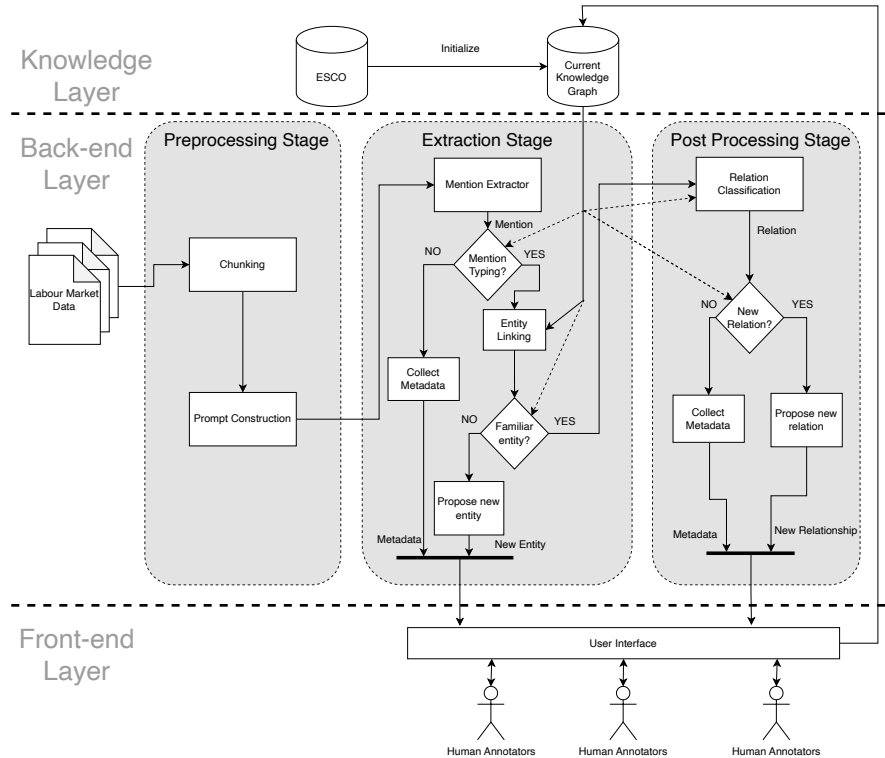 Knowledge
Layer
ESCO
Initialize
Current
Knowledge
Graph
Back-end
Layer
Preprocessing Stage
Extraction Stage
Post Processing Stage
Labour Market
Data
Chunking
Prompt Construction
Mention Extractor
Mention
Mention
Typing?
NO
YES
Entity
Linking
Collect
Metadata
Familiar
entity?
NO
YES
Propose new
entity
Metadata
New Entity
Relation
Classification
Relation
New
Relation?
NO
YES
Collect
Metadata
Propose new
relation
Metadata
New Relationship
Front-end
Layer
User Interface
Human Annotators
Human Annotators
Human Annotators